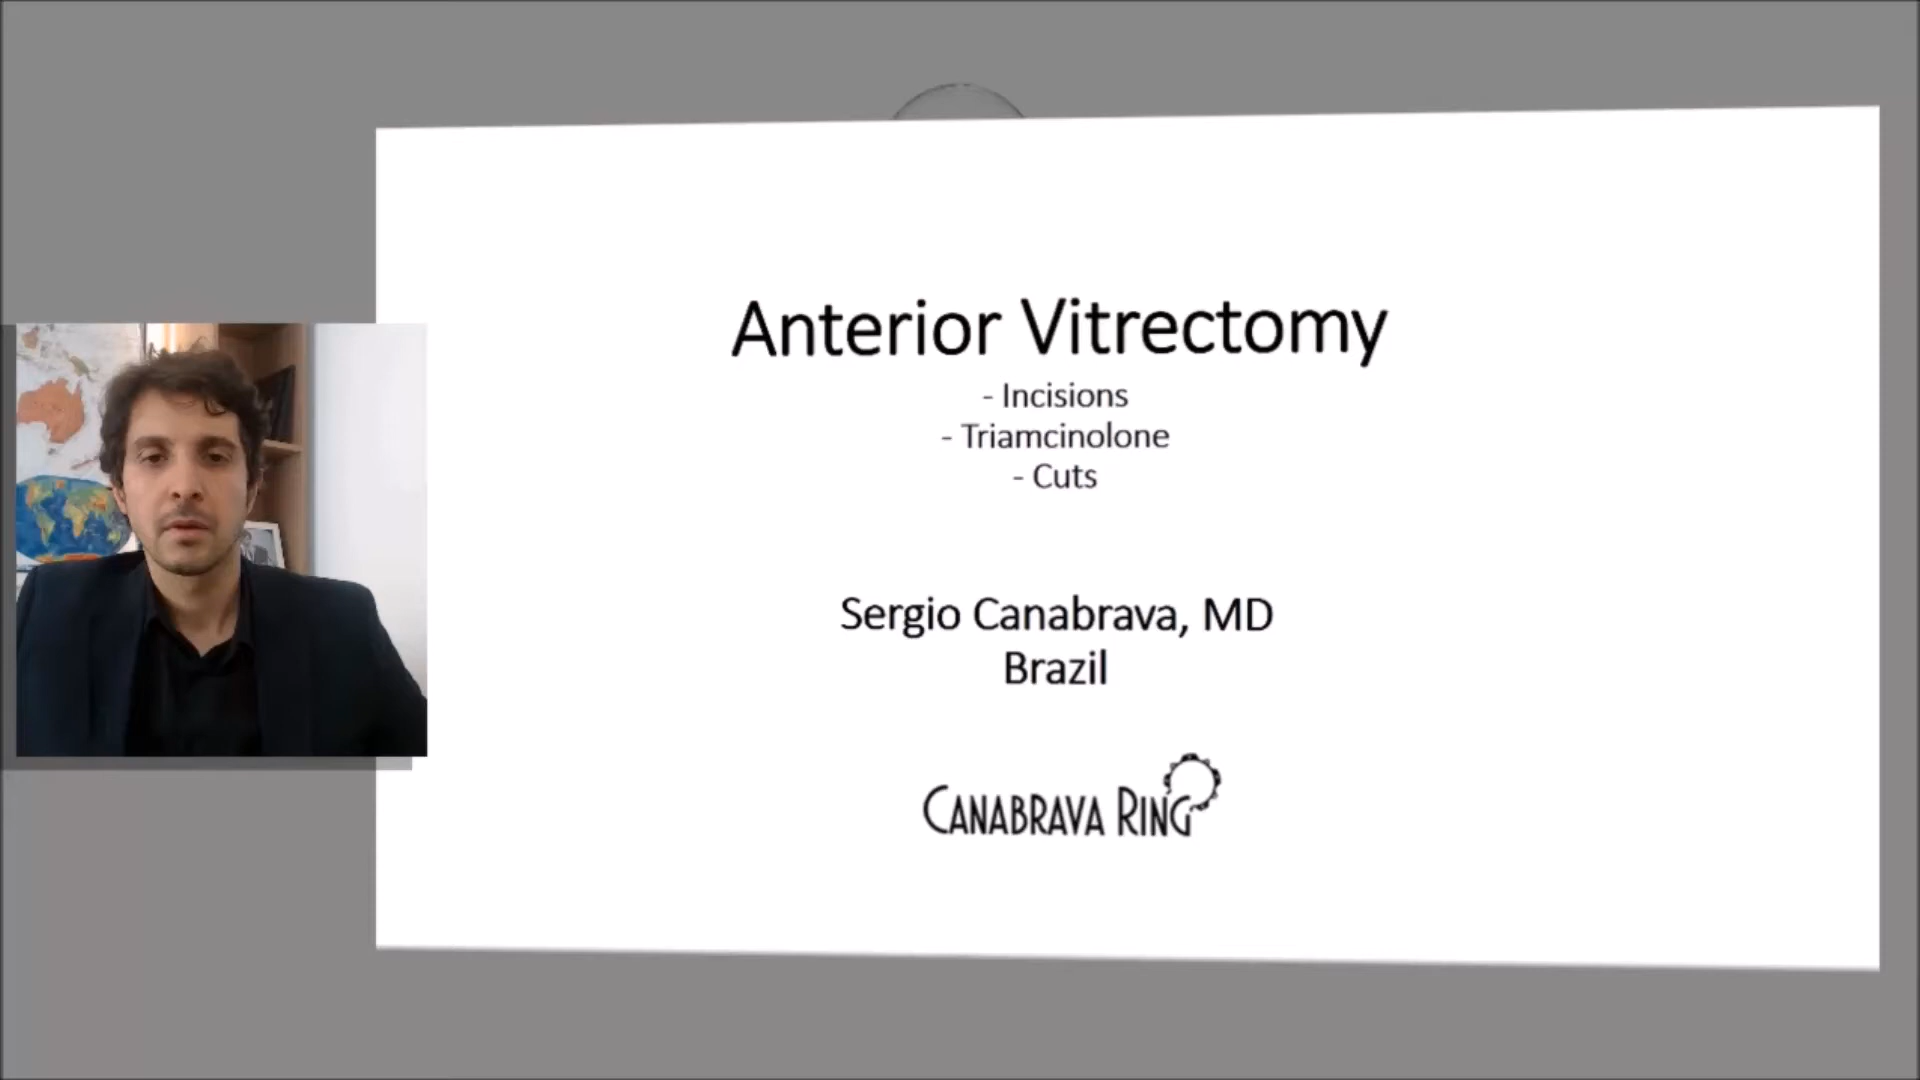 Anterior Vitrectomy
- Incisions
- Triamcinolone
- Cuts
Sergio Canabrava, MD
Brazil
CANABRAVA RING